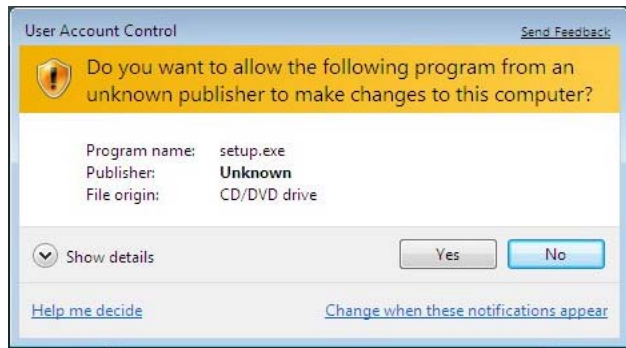 User Account Control Send Feedback
Do you want to allow the following program from an
unknown publisher to make changes to this computer?
Program name: setup.exe
Publisher: Unknown
File origin: CD/DVD drive
Show details Yes No
Help me decide Change when these notifications appear